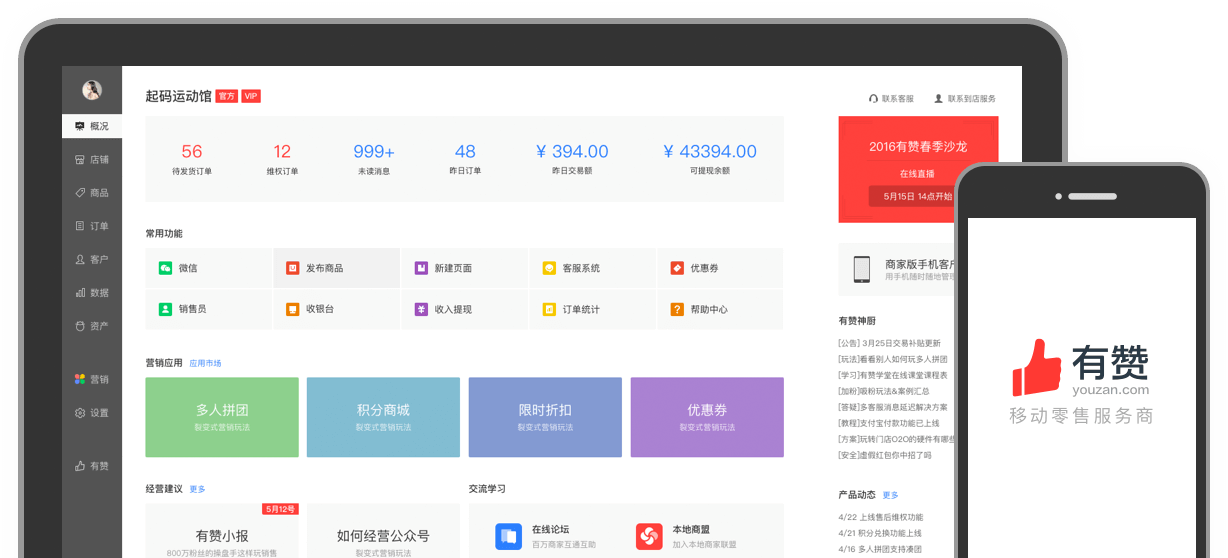 起码运动馆 官方 VIP
联系客服 联系到店服务
概况
店铺
商品
订单
客户
数据
资产
营销
设置
有赞
56 12 999+ 48 ¥ 394.00 ¥ 43394.00
待发货订单 维权订单 未读消息 昨日订单 昨日交易额 可提现余额
常用功能
微信 发布商品 新建页面 客服系统 优惠券
销售员 收银台 收入提现 订单统计 帮助中心
营销应用 应用市场
多人拼团 积分商城 限时折扣 优惠券
裂变式营销玩法 裂变式营销玩法 裂变式营销玩法 裂变式营销玩法
经营建议 更多
5月12号
有赞小报
800万粉丝的操盘手这样玩销售
如何经营公众号
裂变式营销玩法
交流学习
在线论坛
百万商家互通互助
本地商盟
加入本地商家联盟
2016有赞春季沙龙
在线直播
5月15日 14点开始
商家版手机客户
用手机随时随地管理
有赞神厨
[公告] 3月25日交易补贴更新
[玩法]看看别人如何玩多人拼团
[学习]有赞学堂在线课堂课程表
[加粉]吸粉玩法&案例汇总
[答疑]多客服消息延迟解决方案
[教程]支付宝付款功能已上线
[方案]玩转门店O2O的硬件有哪些
[安全]虚假红包你中招了吗
产品动态 更多
4/22 上线售后维权功能
4/21 积分兑换功能上线
4/16 多人拼团支持凑团
有赞
youzan.com
移动零售服务商